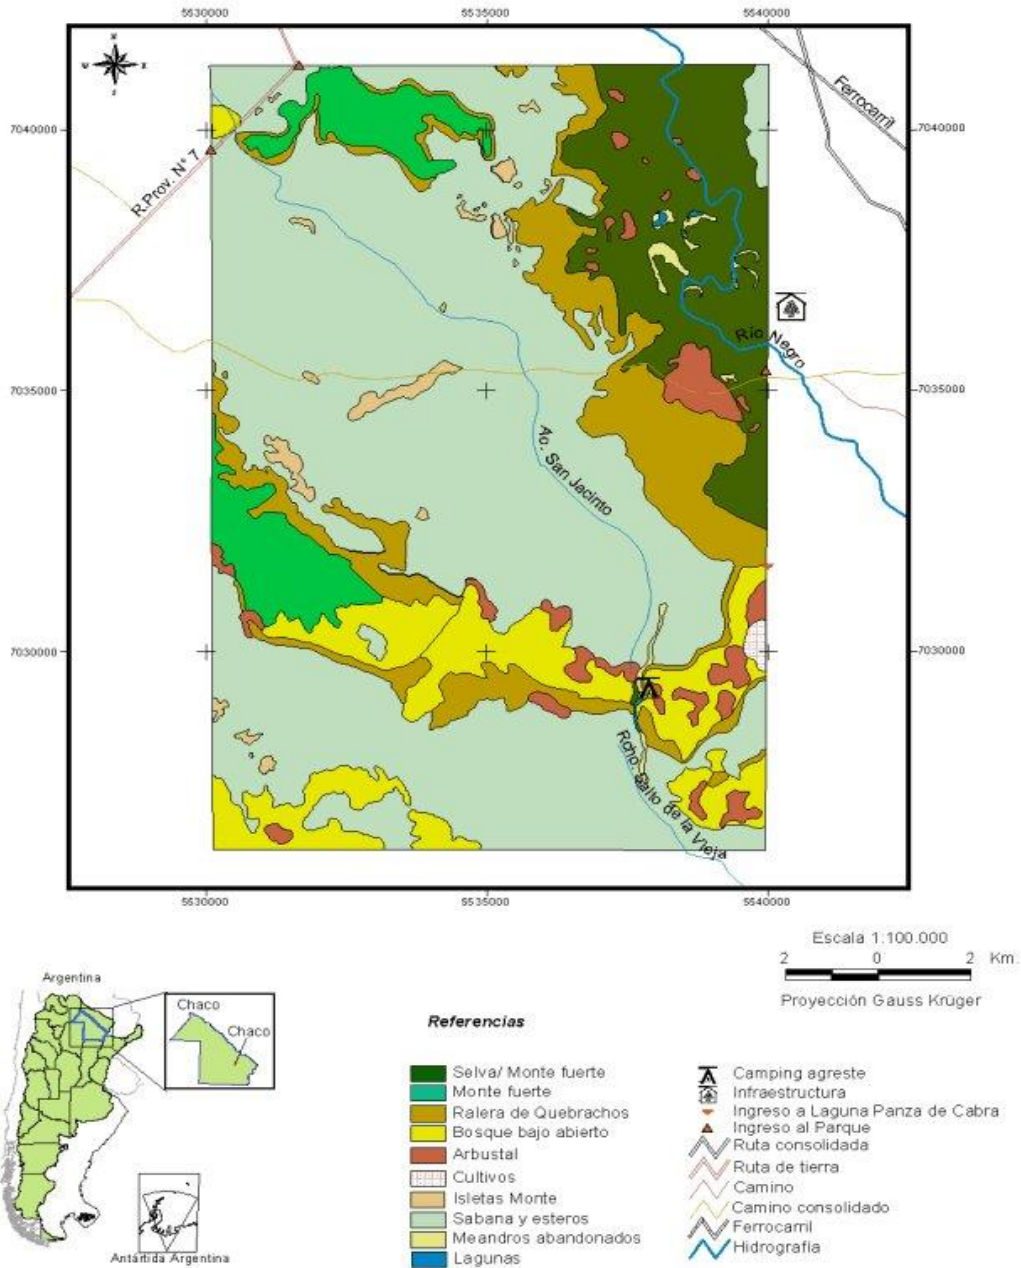 5530000 5535000 5540000
N
S
Ferrocarril
7040000 7040000
R.Prov. N° 7
Rio Negro
7035000 7035000
Ao. San Jacinto
7030000 7030000
Rcho. Salto de la Vieja
5530000 5535000 5540000
Escala 1:100.000
2 0 2 Km.
Proyección Gauss Krüger
Argentina
Chaco
Chaco
Antártida Argentina
Referencias
Selva/ Monte fuerte
Monte fuerte
Ralera de Quebrachos
Bosque bajo abierto
Arbustal
Cultivos
Isletas Monte
Sabana y esteros
Meandros abandonados
Lagunas
Camping agreste
Infraestructura
Ingreso a Laguna Panza de Cabra
Ingreso al Parque
Ruta consolidada
Ruta de tierra
Camino
Camino consolidado
Ferrocarril
Hidrografía